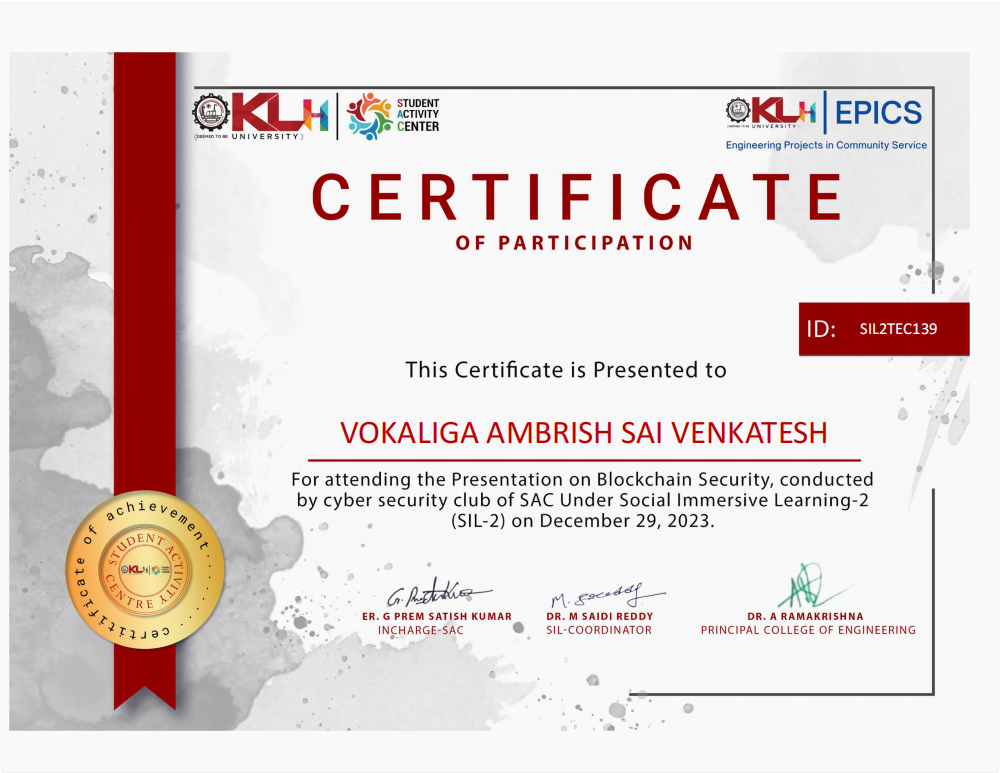 KLH
(DEEMED TO BE UNIVERSITY)
STUDENT
ACTIVITY
CENTER
KLH
(DEEMED TO BE UNIVERSITY)
EPICS
Engineering Projects in Community Service
CERTIFICATE
OF PARTICIPATION
ID: SIL2TEC139
This Certificate is Presented to
VOKALIGA AMBRISH SAI VENKATESH
For attending the Presentation on Blockchain Security, conducted
by cyber security club of SAC Under Social Immersive Learning-2
(SIL-2) on December 29, 2023.
certificate of achievement.......
STUDENT ACTIVITY
CENTRE
KLH
ER. G PREM SATISH KUMAR
INCHARGE-SAC
M. Saidireddy
DR. M SAIDI REDDY
SIL-COORDINATOR
DR. A RAMAKRISHNA
PRINCIPAL COLLEGE OF ENGINEERING